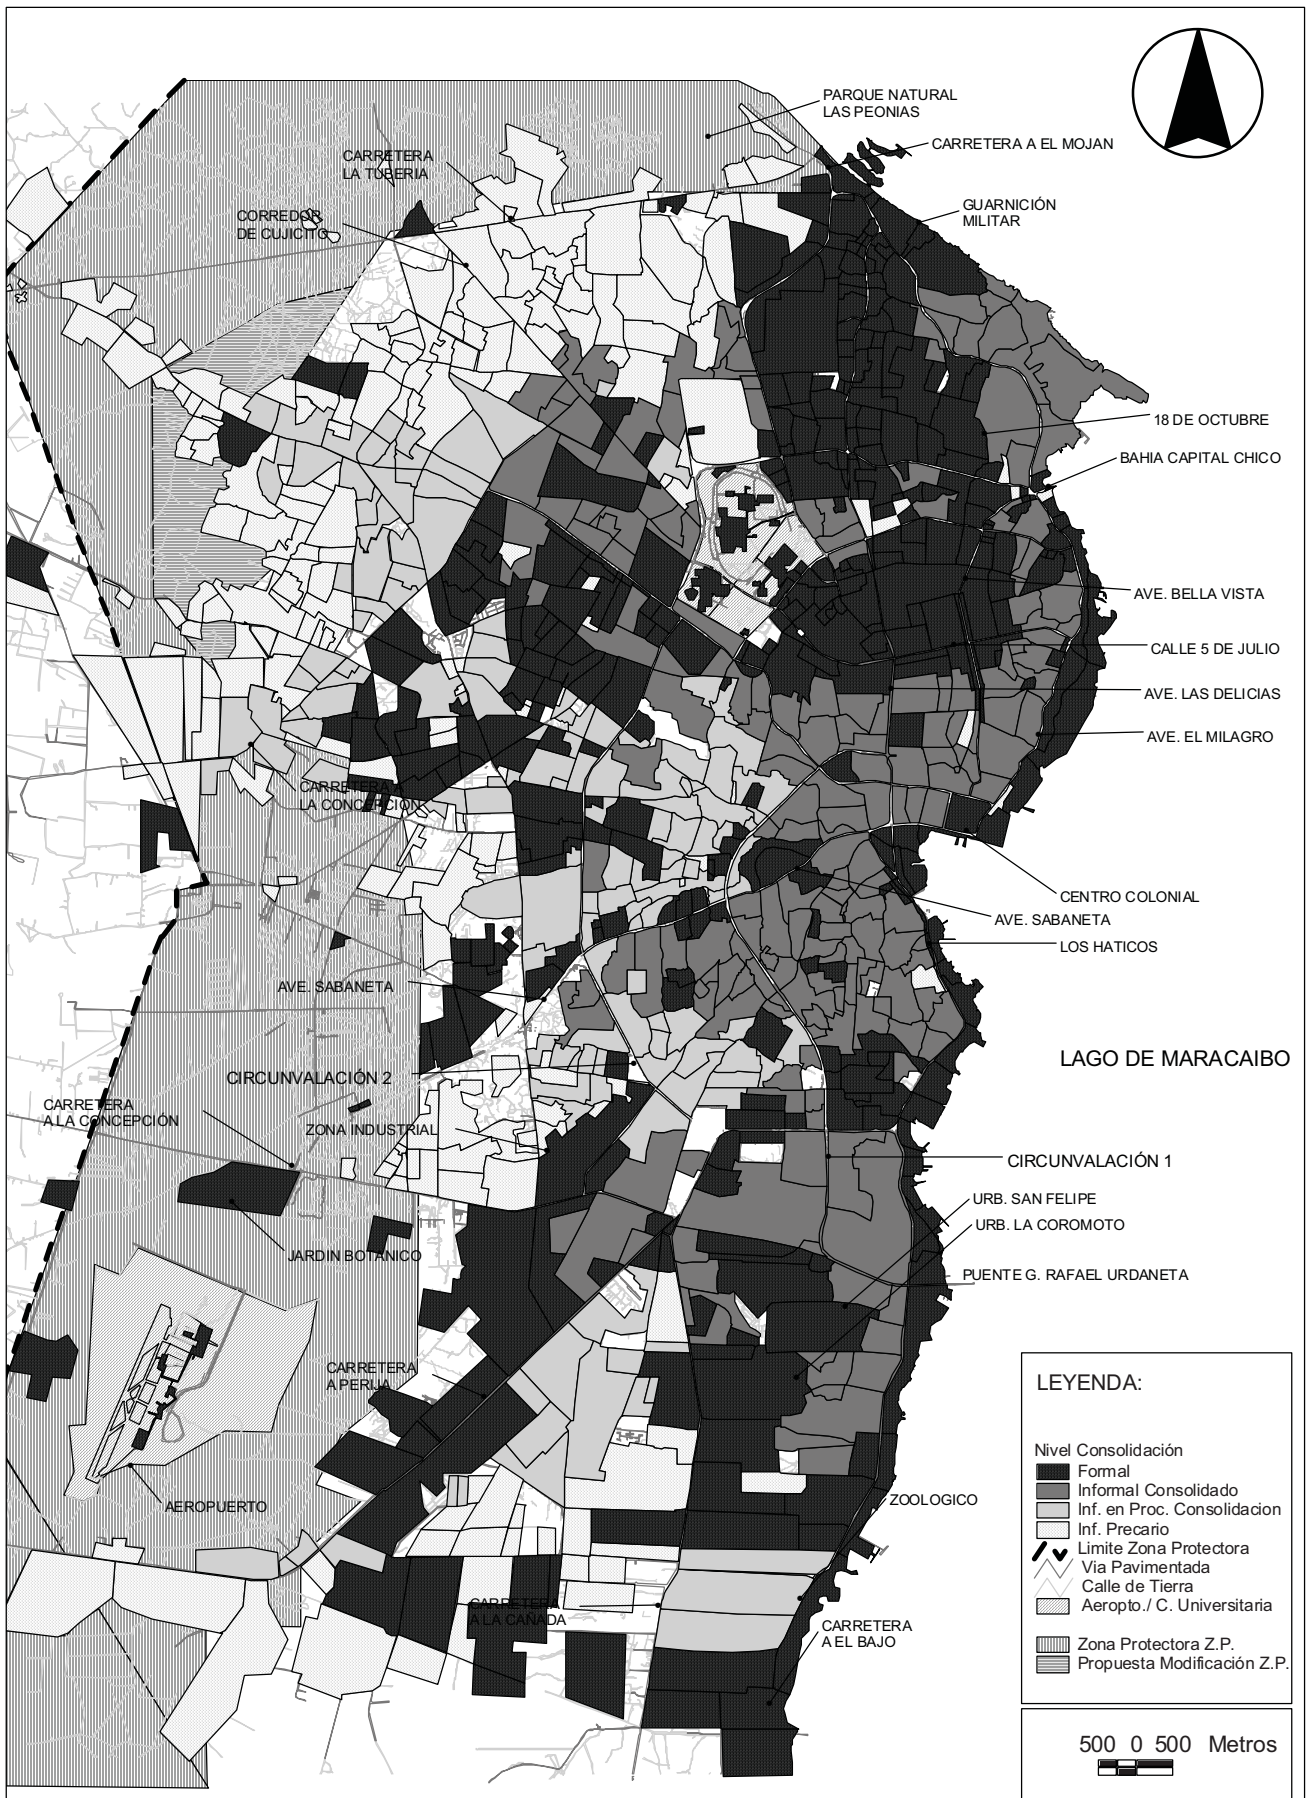 PARQUE NATURAL
LAS PEONIAS
CARRETERA A EL MOJAN
CARRETERA
LA TUBERIA
GUARNICIÓN
MILITAR
CORREDOR
DE CUJICITO
18 DE OCTUBRE
BAHIA CAPITAL CHICO
AVE. BELLA VISTA
CALLE 5 DE JULIO
AVE. LAS DELICIAS
AVE. EL MILAGRO
CARRETERA A
LA CONCEPCIÓN
CENTRO COLONIAL
AVE. SABANETA
LOS HATICOS
AVE. SABANETA
LAGO DE MARACAIBO
CIRCUNVALACIÓN 2
CARRETERA
A LA CONCEPCIÓN
ZONA INDUSTRIAL
CIRCUNVALACIÓN 1
URB. SAN FELIPE
URB. LA COROMOTO
JARDIN BOTANICO
PUENTE G. RAFAEL URDANETA
CARRETERA
A PERIJA
AEROPUERTO
ZOOLOGICO
CARRETERA
A LA CAÑADA
CARRETERA
A EL BAJO
LEYENDA:
Nivel Consolidación
Formal
Informal Consolidado
Inf. en Proc. Consolidacion
Inf. Precario
Limite Zona Protectora
Via Pavimentada
Calle de Tierra
Aeropto./ C. Universitaria
Zona Protectora Z.P.
Propuesta Modificación Z.P.
500 0 500 Metros